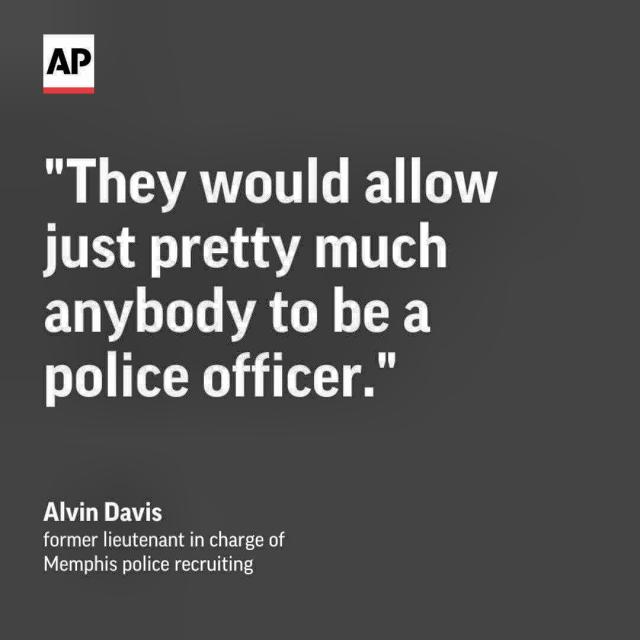 AP
"They would allow
just pretty much
anybody to be a
police officer."
Alvin Davis
former lieutenant in charge of
Memphis police recruiting